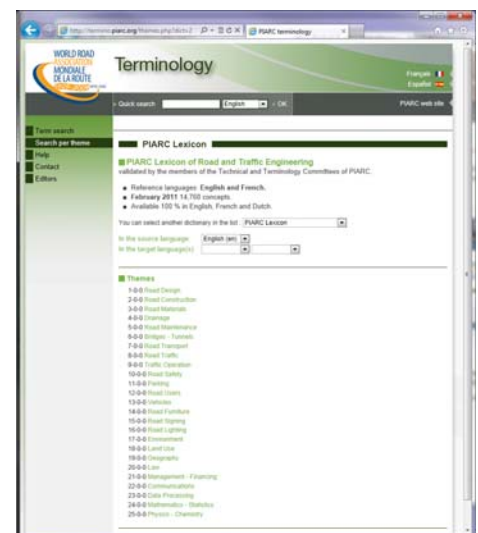 http://termino.piarc.org/themes.php?dicti=2
PIARC terminology
WORLD ROAD
ASSOCIATION
MONDIALE
DE LA ROUTE
Terminology
Français
Español
Quick search
English
OK
PIARC web site
Term search
Search per theme
Help
Contact
Editors
PIARC Lexicon
PIARC Lexicon of Road and Traffic Engineering
validated by the members of the Technical and Terminology Committees of PIARC.
Reference languages: English and French.
February 2011 14,760 concepts.
Available 100 % in English, French and Dutch.
You can select another dictionary in the list : PIARC Lexicon
In the source language English (en)
In the target language(s)
Themes
1-0-0 Road Design
2-0-0 Road Construction
3-0-0 Road Materials
4-0-0 Drainage
5-0-0 Road Maintenance
6-0-0 Bridges - Tunnels
7-0-0 Road Transport
8-0-0 Road Traffic
9-0-0 Traffic Operation
10-0-0 Road Safety
11-0-0 Parking
12-0-0 Road Users
13-0-0 Vehicles
14-0-0 Road Furniture
15-0-0 Road Signing
16-0-0 Road Lighting
17-0-0 Environment
18-0-0 Land Use
19-0-0 Geography
20-0-0 Law
21-0-0 Management - Financing
22-0-0 Communications
23-0-0 Data Processing
24-0-0 Mathematics - Statistics
25-0-0 Physics - Chemistry